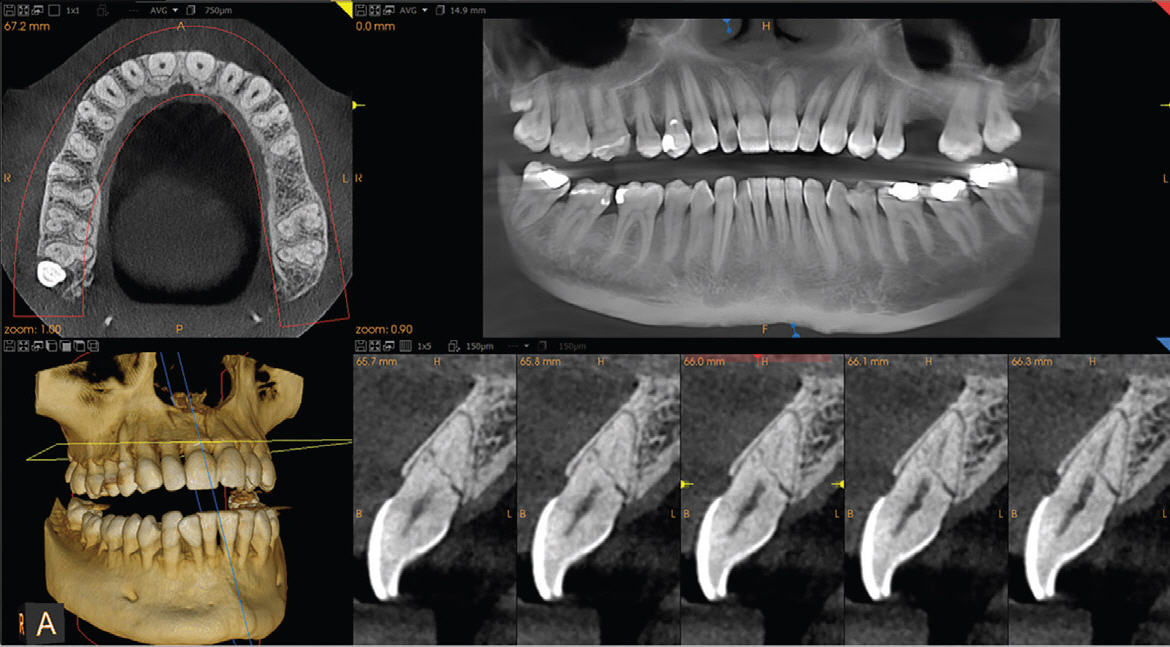 1x1 AVG 750µm
67.2 mm
A
R
L
P
zoom: 1.00
AVG 14.9 mm
0.0 mm
H
R
F
zoom: 0.90
R A
1x5 150µm 150µm
65.7 mm H
65.8 mm H
66.0 mm H
66.1 mm H
66.3 mm H
B L
B L
B L
B L
B L